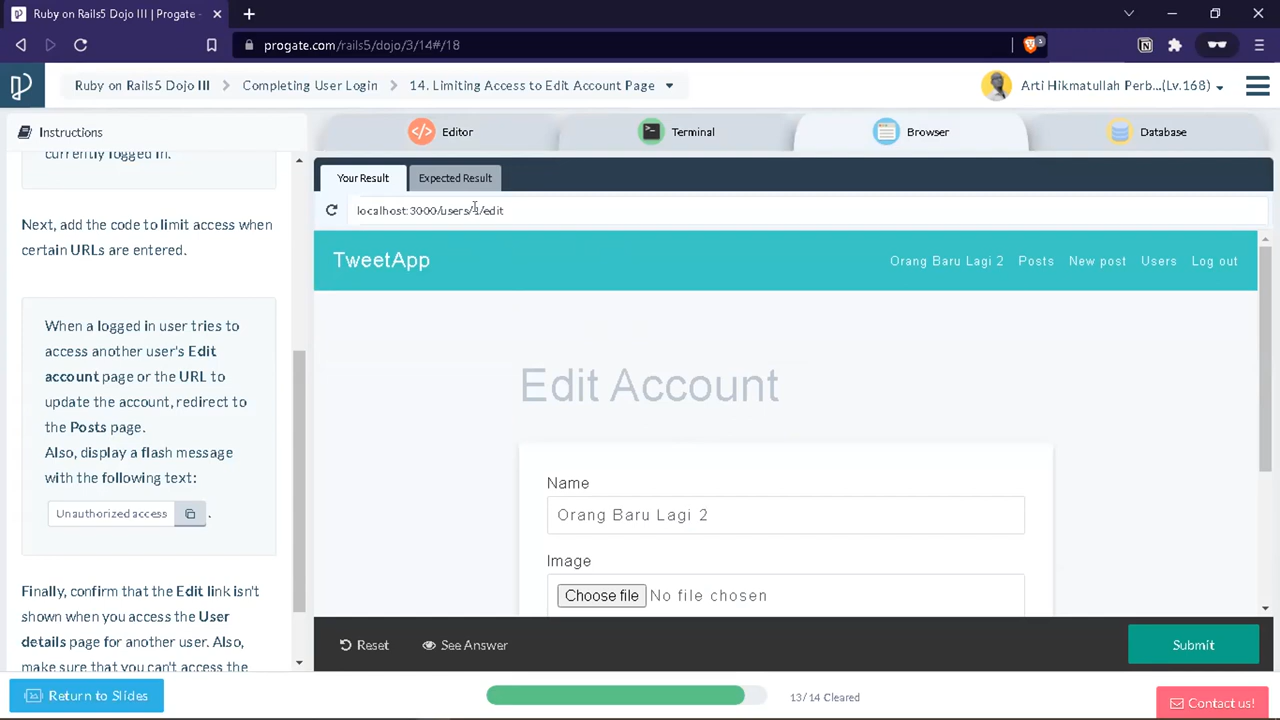 Ruby on Rails5 Dojo III | Progate -
progate.com/rails5/dojo/3/14#/18
3
Ruby on Rails5 Dojo III
Completing User Login
14. Limiting Access to Edit Account Page
Arti Hikmatullah Perb...(Lv.168)
Instructions
Editor
Terminal
Browser
Database
currently logged in.
Next, add the code to limit access when
certain URLs are entered.
When a logged in user tries to
access another user's Edit
account page or the URL to
update the account, redirect to
the Posts page.
Also, display a flash message
with the following text:
Unauthorized access
.
Finally, confirm that the Edit link isn't
shown when you access the User
details page for another user. Also,
make sure that you can't access the
Your Result
Expected Result
localhost:3000/users/1/edit
TweetApp
Orang Baru Lagi 2
Posts
New post
Users
Log out
Edit Account
Name
Orang Baru Lagi 2
Image
Choose file No file chosen
Reset
See Answer
Submit
Return to Slides
13/14 Cleared
Contact us!